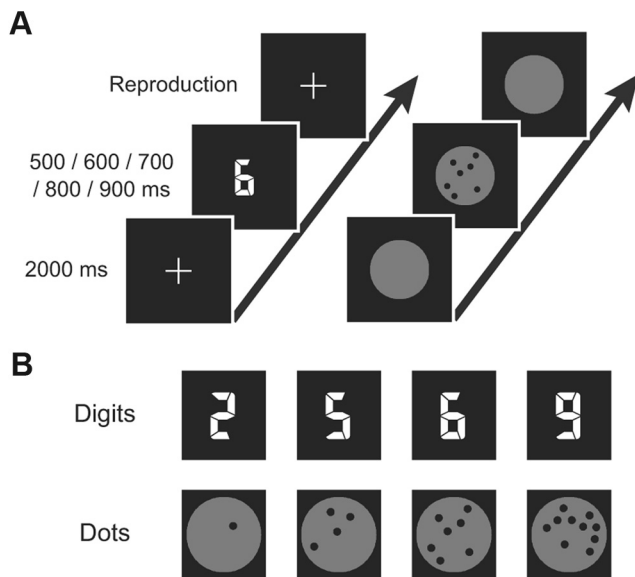 A
Reproduction
500 / 600 / 700
/ 800 / 900 ms
6
2000 ms
B
Digits
2 5 6 9
Dots